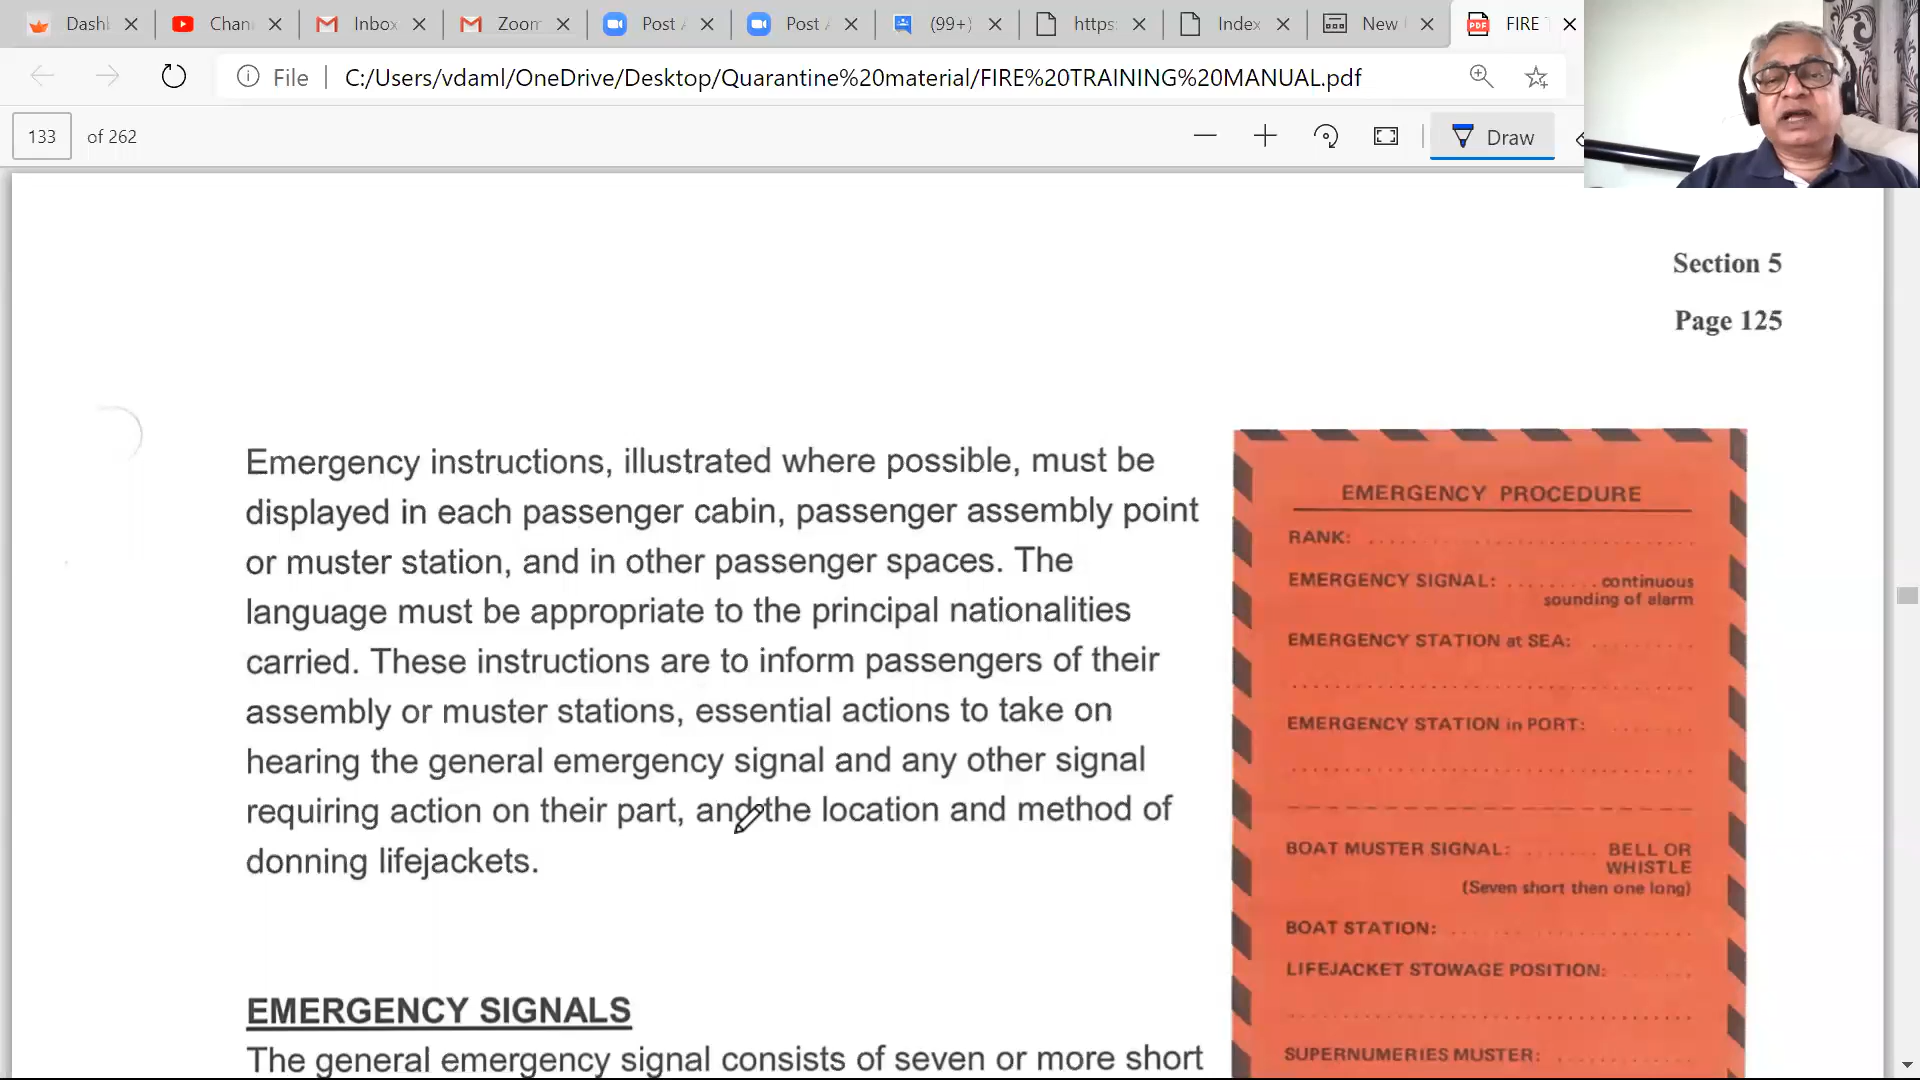 Dash
Chan
Inbox
Zoom
Post
Post
(99+)
https:
Index
New
FIRE
File
C:/Users/vdaml/OneDrive/Desktop/Quarantine%20material/FIRE%20TRAINING%20MANUAL.pdf
133 of 262
Draw
Section 5
Page 125
Emergency instructions, illustrated where possible, must be
displayed in each passenger cabin, passenger assembly point
or muster station, and in other passenger spaces. The
language must be appropriate to the principal nationalities
carried. These instructions are to inform passengers of their
assembly or muster stations, essential actions to take on
hearing the general emergency signal and any other signal
requiring action on their part, and the location and method of
donning lifejackets.
EMERGENCY SIGNALS
The general emergency signal consists of seven or more short
EMERGENCY PROCEDURE
RANK:
EMERGENCY SIGNAL: ......... continuous
sounding of alarm
EMERGENCY STATION at SEA:
EMERGENCY STATION in PORT:
BOAT MUSTER SIGNAL: ....... BELL OR
WHISTLE
(Seven short then one long)
BOAT STATION:
LIFEJACKET STOWAGE POSITION:
SUPERNUMERIES MUSTER: